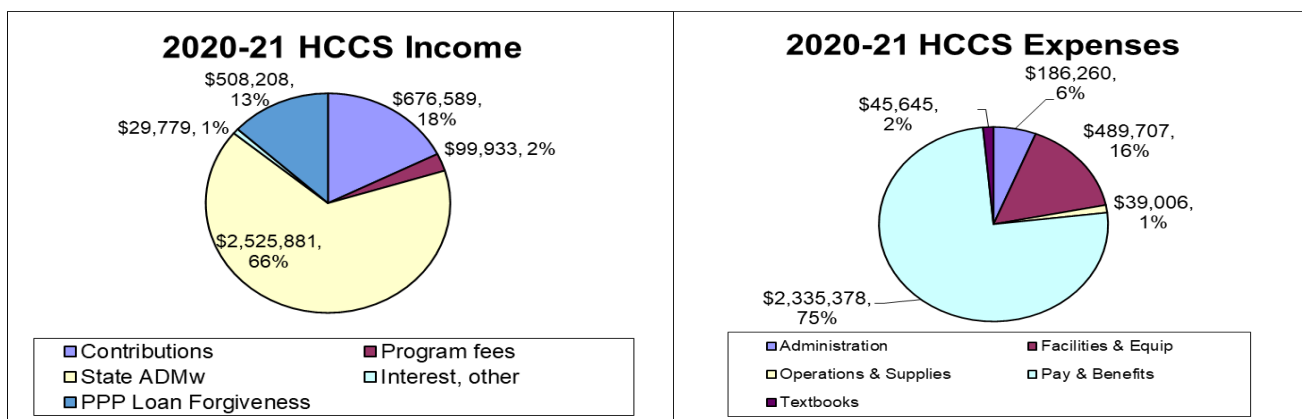 2020-21 HCCS Income
$508,208,
13%
$676,589,
18%
$29,779, 1%
$99,933, 2%
$2,525,881,
66%
Contributions
Program fees
State ADMw
Interest, other
PPP Loan Forgiveness
2020-21 HCCS Expenses
$186,260,
6%
$45,645,
2%
$489,707,
16%
$39,006,
1%
$2,335,378,
75%
Administration
Facilities & Equip
Operations & Supplies
Pay & Benefits
Textbooks